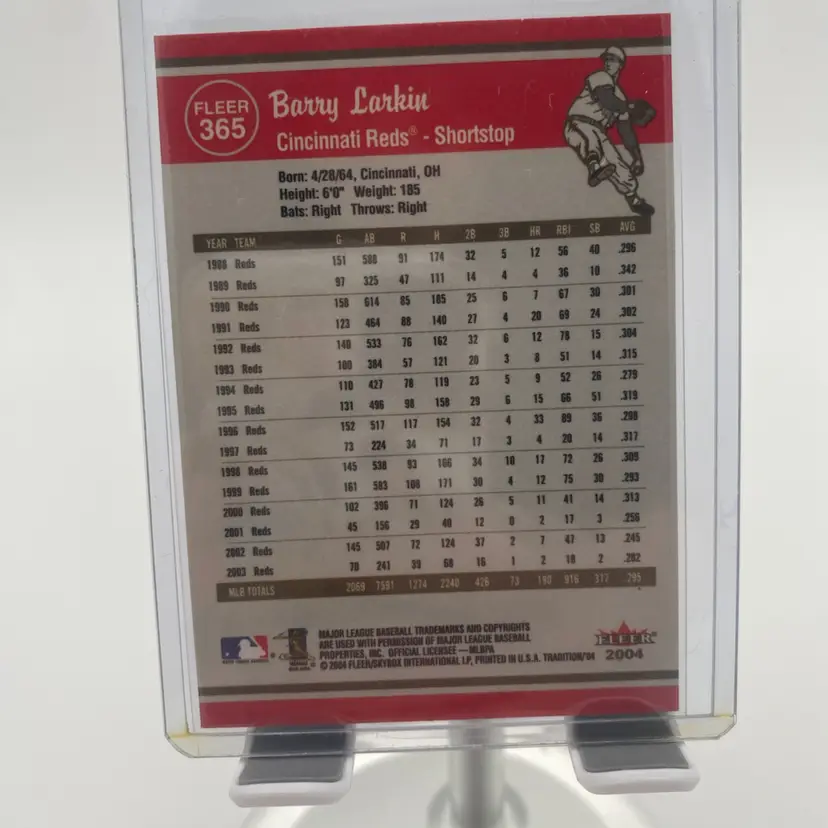 FLEER
365
Barry Larkin
Cincinnati Reds® - Shortstop
Born: 4/28/64, Cincinnati, OH
Height: 6'0" Weight: 185
Bats: Right Throws: Right
YEAR TEAM G AB R H 2B 3B HR RBI SB AVG
1988 Reds 151 588 91 174 32 5 12 56 40 .296
1989 Reds 97 325 47 111 14 4 4 36 10 .342
1990 Reds 158 614 85 185 25 6 7 67 30 .301
1991 Reds 123 464 88 140 27 4 20 69 24 .302
1992 Reds 140 533 76 162 32 6 12 78 15 .304
1993 Reds 100 384 57 121 20 3 8 51 14 .315
1994 Reds 110 427 78 119 23 5 9 52 26 .279
1995 Reds 131 496 98 158 29 6 15 66 51 .319
1996 Reds 152 517 117 154 32 4 33 89 36 .298
1997 Reds 73 224 34 71 17 3 4 20 14 .317
1998 Reds 145 538 93 166 34 10 17 72 26 .309
1999 Reds 161 583 108 171 30 4 12 75 30 .293
2000 Reds 102 396 71 124 26 5 11 41 14 .313
2001 Reds 45 156 29 40 12 0 2 17 3 .256
2002 Reds 145 507 72 124 37 2 7 47 13 .245
2003 Reds 70 241 39 68 16 1 2 18 2 .282
MLB TOTALS 2069 7591 1274 2240 426 73 190 916 377 .295
MAJOR LEAGUE BASEBALL TRADEMARKS AND COPYRIGHTS
ARE USED WITH PERMISSION OF MAJOR LEAGUE BASEBALL
PROPERTIES, INC. OFFICIAL LICENSEE — MLBPA
© 2004 FLEER/SKYBOX INTERNATIONAL LP, PRINTED IN U.S.A. TRADITION/'04
FLEER
2004